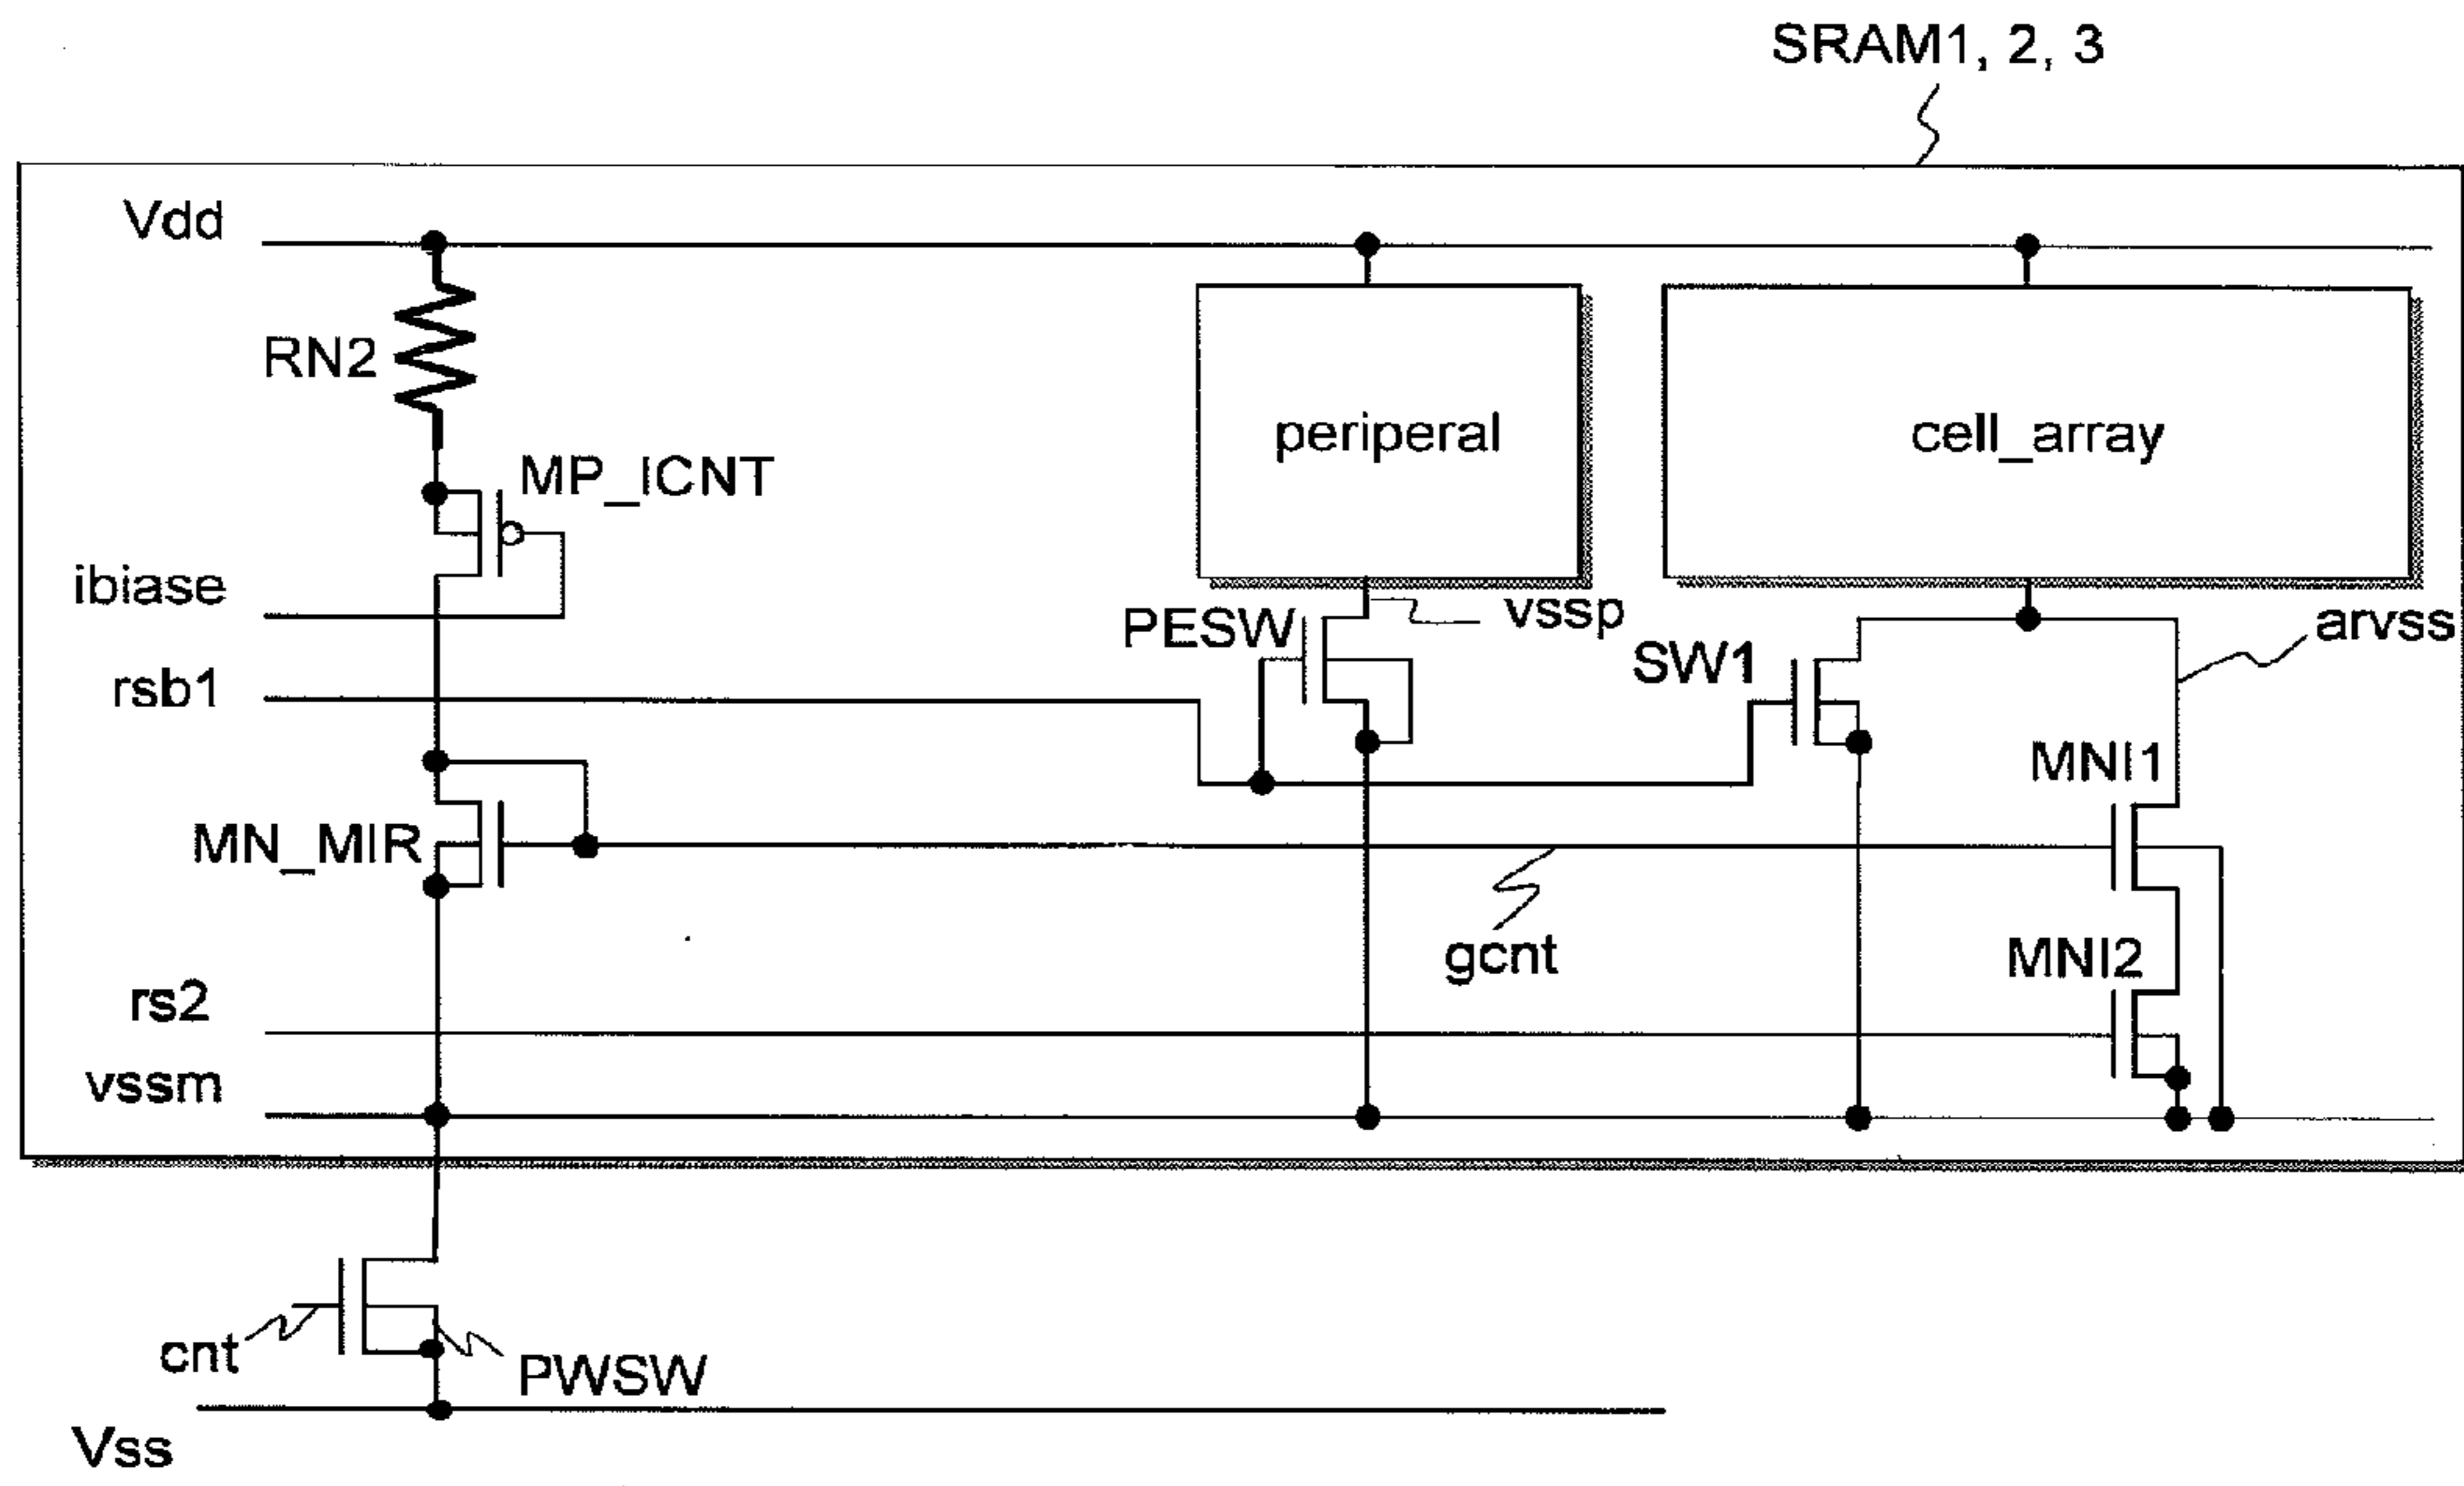 SRAM1, 2, 3
Vdd
RN2
MP_ICNT
periperal
cell_array
ibiase
PESW
vssp
arvss
rsb1
SW1
MNI1
MN_MIR
gcnt
MNI2
rs2
vssm
cnt
PWSW
Vss